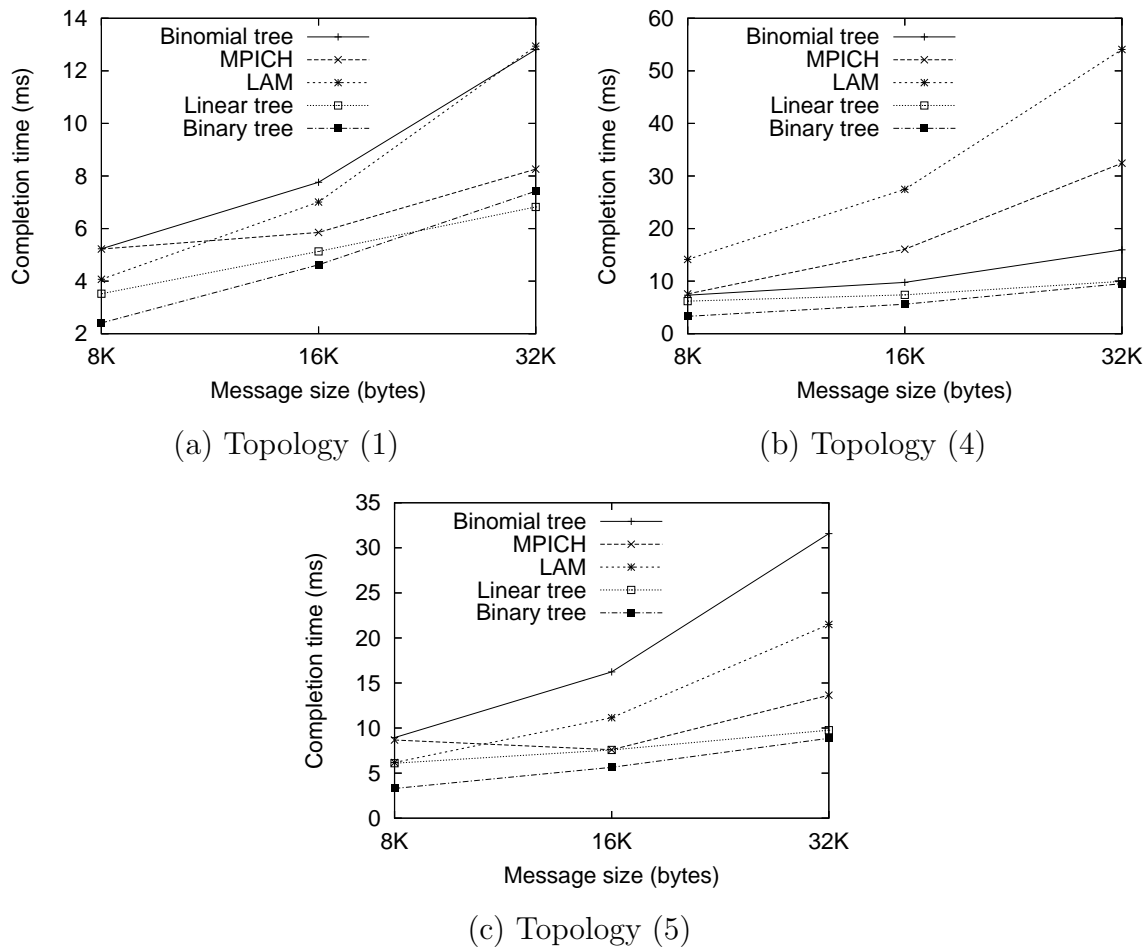 14
12
10
8
6
4
2
8K
16K
32K
Completion time (ms)
Message size (bytes)
Binomial tree
MPICH
LAM
Linear tree
Binary tree
(a) Topology (1)
60
50
40
30
20
10
0
8K
16K
32K
Completion time (ms)
Message size (bytes)
Binomial tree
MPICH
LAM
Linear tree
Binary tree
(b) Topology (4)
35
30
25
20
15
10
5
0
8K
16K
32K
Completion time (ms)
Message size (bytes)
Binomial tree
MPICH
LAM
Linear tree
Binary tree
(c) Topology (5)